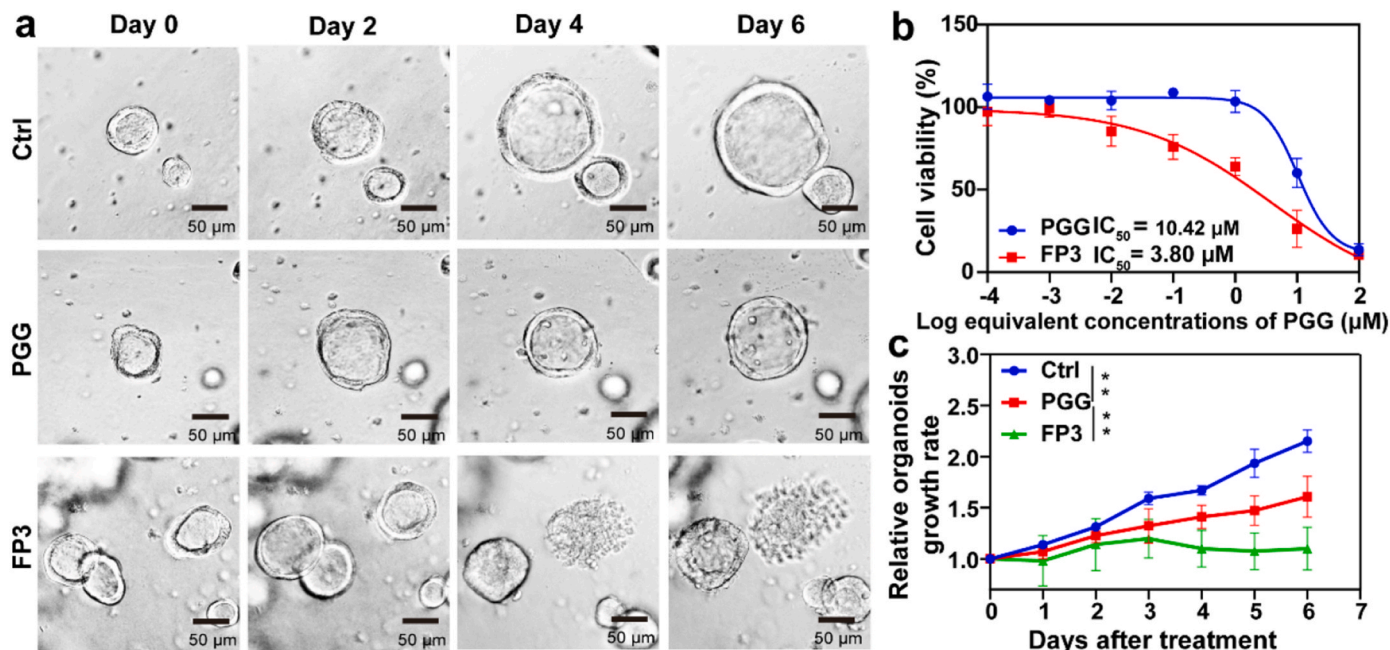 a
Day 0 Day 2 Day 4 Day 6
Ctrl
50 μm 50 μm 50 μm 50 μm
PGG
50 μm 50 μm 50 μm 50 μm
FP3
50 μm 50 μm 50 μm 50 μm
b
Cell viability (%)
150
100
50
0
PGG IC50 = 10.42 μM
FP3 IC50 = 3.80 μM
-4 -3 -2 -1 0 1 2
Log equivalent concentrations of PGG (μM)
c
Relative organoids
growth rate
3.0
2.5
2.0
1.5
1.0
Ctrl
PGG
FP3
**
**
0 1 2 3 4 5 6 7
Days after treatment